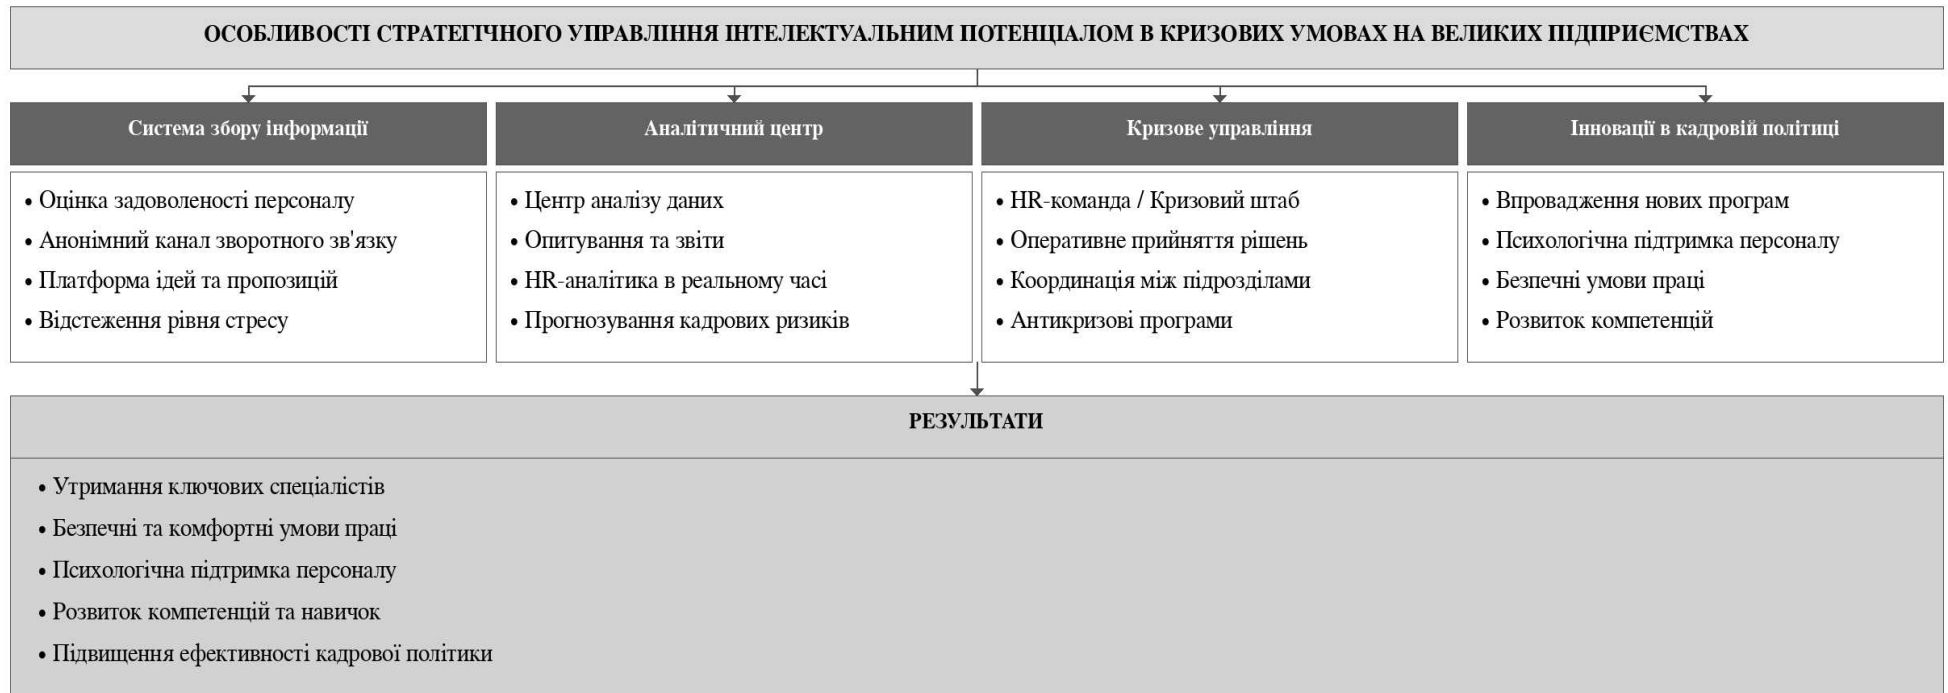 ОСОБЛИВОСТІ СТРАТЕГІЧНОГО УПРАВЛІННЯ ІНТЕЛЕКТУАЛЬНИМ ПОТЕНЦІАЛОМ В КРИЗОВИХ УМОВАХ НА ВЕЛИКИХ ПІДПРИЄМСТВАХ
Система збору інформації
• Оцінка задоволеності персоналу
• Анонімний канал зворотного зв'язку
• Платформа ідей та пропозицій
• Відстеження рівня стресу
Аналітичний центр
• Центр аналізу даних
• Опитування та звіти
• HR-аналітика в реальному часі
• Прогнозування кадрових ризиків
Кризове управління
• HR-команда / Кризовий штаб
• Оперативне прийняття рішень
• Координація між підрозділами
• Антикризові програми
Інновації в кадровій політиці
• Впровадження нових програм
• Психологічна підтримка персоналу
• Безпечні умови праці
• Розвиток компетенцій
РЕЗУЛЬТАТИ
• Утримання ключових спеціалістів
• Безпечні та комфортні умови праці
• Психологічна підтримка персоналу
• Розвиток компетенцій та навичок
• Підвищення ефективності кадрової політики